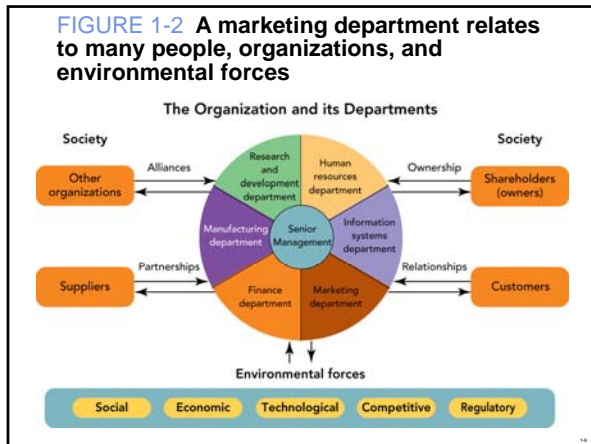 FIGURE 1-2 A marketing department relates
to many people, organizations, and
environmental forces
The Organization and its Departments
Society
Society
Alliances
Ownership
Other
organizations
Research
and
development
department
Human
resources
department
Shareholders
(owners)
Manufacturing
department
Senior
Management
Information
systems
department
Partnerships
Relationships
Suppliers
Finance
department
Marketing
department
Customers
Environmental forces
Social
Economic
Technological
Competitive
Regulatory